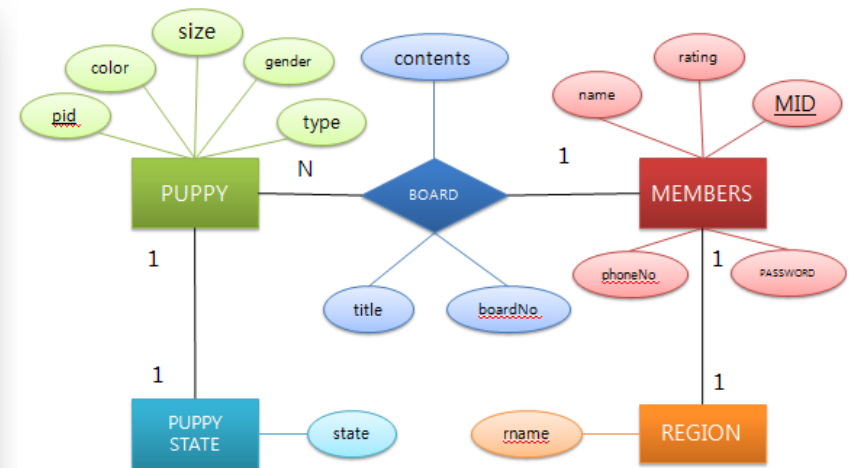 size
contents
rating
color
gender
name
MID
pid
type
N
1
PUPPY
BOARD
MEMBERS
1
1
phoneNo
PASSWORD
title
boardNo
1
1
PUPPY
STATE
state
rname
REGION